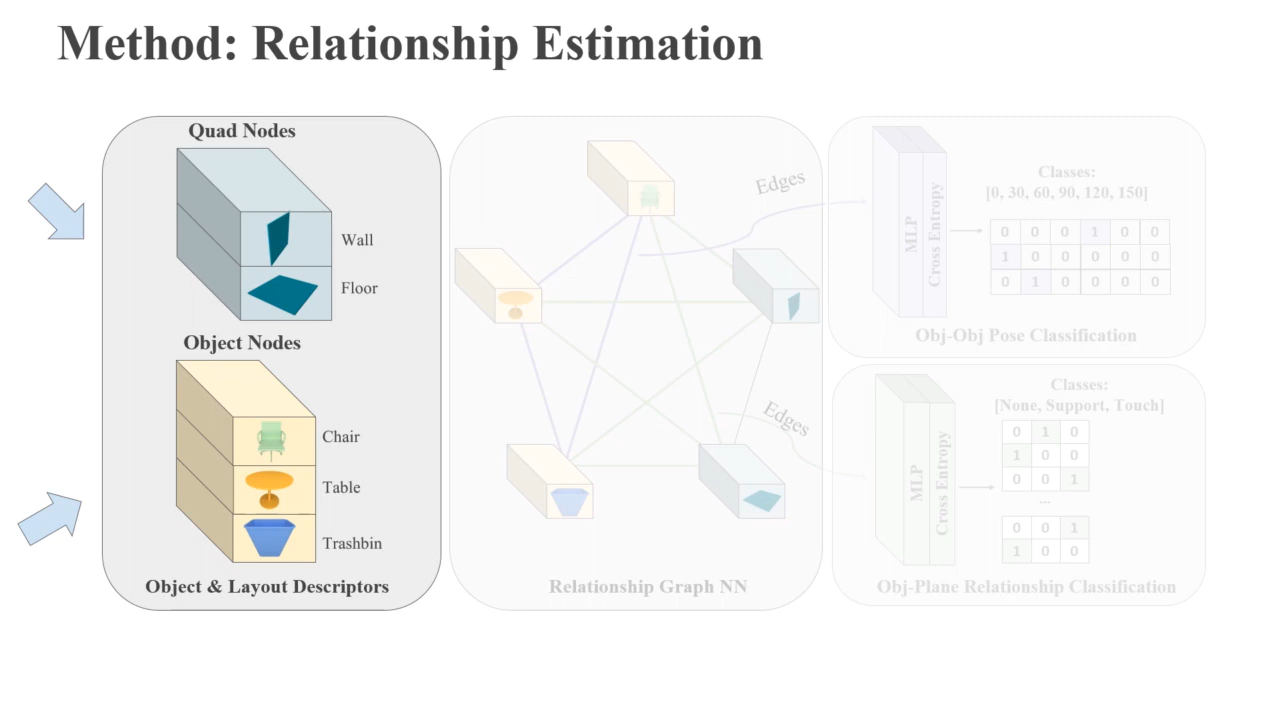 Method: Relationship Estimation
Quad Nodes
Wall
Floor
Object Nodes
Chair
Table
Trashbin
Object & Layout Descriptors
Edges
Edges
Relationship Graph NN
MLP
Cross Entropy
Classes:
[0, 30, 60, 90, 120, 150]
0 0 0 1 0 0
1 0 0 0 0 0
0 1 0 0 0 0
Obj-Obj Pose Classification
MLP
Cross Entropy
Classes:
[None, Support, Touch]
0 1 0
1 0 0
0 0 1
...
0 0 1
1 0 0
Obj-Plane Relationship Classification